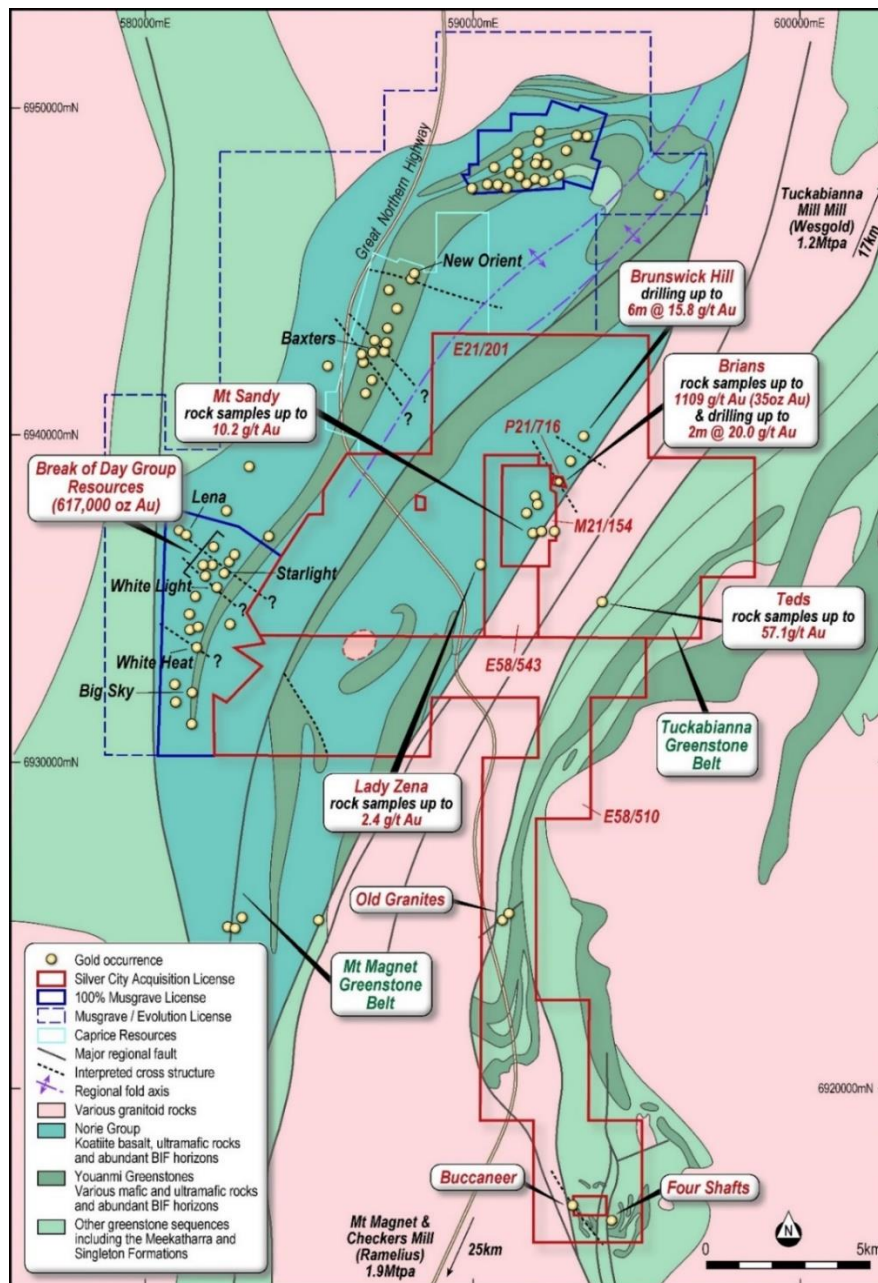 580000mE
590000mE
600000mE
6950000mN
Great Northern Highway
Tuckabianna
Mill Mill
(Wesgold)
1.2Mtpa
17km
New Orient
Brunswick Hill
drilling up to
6m @ 15.8 g/t Au
Baxters
E21/201
Brians
rock samples up to
1109 g/t Au (35oz Au)
& drilling up to
2m @ 20.0 g/t Au
Mt Sandy
rock samples up to
10.2 g/t Au
?
?
P21/716
6940000mN
Break of Day Group
Resources
(617,000 oz Au)
Lena
M21/154
Starlight
White Light
?
?
Teds
rock samples up to
57.1g/t Au
White Heat
?
E58/543
Big Sky
Tuckabianna
Greenstone
Belt
6930000mN
Lady Zena
rock samples up to
2.4 g/t Au
E58/510
Old Granites
Mt Magnet
Greenstone
Belt
Gold occurrence
Silver City Acquisition License
100% Musgrave License
Musgrave / Evolution License
Caprice Resources
Major regional fault
Interpreted cross structure
Regional fold axis
Various granitoid rocks
Norie Group
Koatiite basalt, ultramafic rocks
and abundant BIF horizons
Youanmi Greenstones
Various mafic and ultramafic rocks
and abundant BIF horizons
Other greenstone sequences
including the Meekatharra and
Singleton Formations
6920000mN
Buccaneer
Four Shafts
Mt Magnet &
Checkers Mill
(Ramelius)
1.9Mtpa
25km
N
0
5km